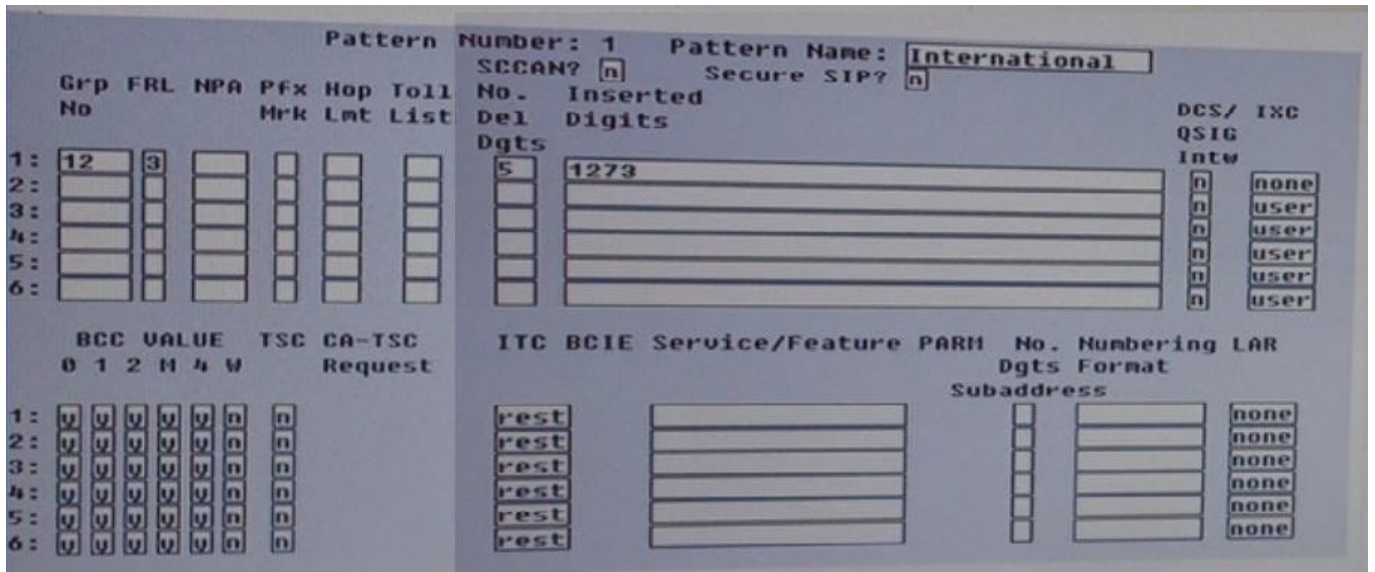 Pattern Number: 1 Pattern Name: International
SCCAN? n Secure SIP? n
Grp FRL NPA Pfx Hop Toll No. Inserted DCS/ IXC
No Mrk Lmt List Del Digits QSIG
Dgts Intw
1: 12 3 5 1273 n none
2: n user
3: n user
4: n user
5: n user
6: n user
BCC VALUE TSC CA-TSC ITC BCIE Service/Feature PARM No. Numbering LAR
0 1 2 M 4 W Request Dgts Format
Subaddress
1: y y y y y n n rest none
2: y y y y y n n rest none
3: y y y y y n n rest none
4: y y y y y n n rest none
5: y y y y y n n rest none
6: y y y y y n n rest none